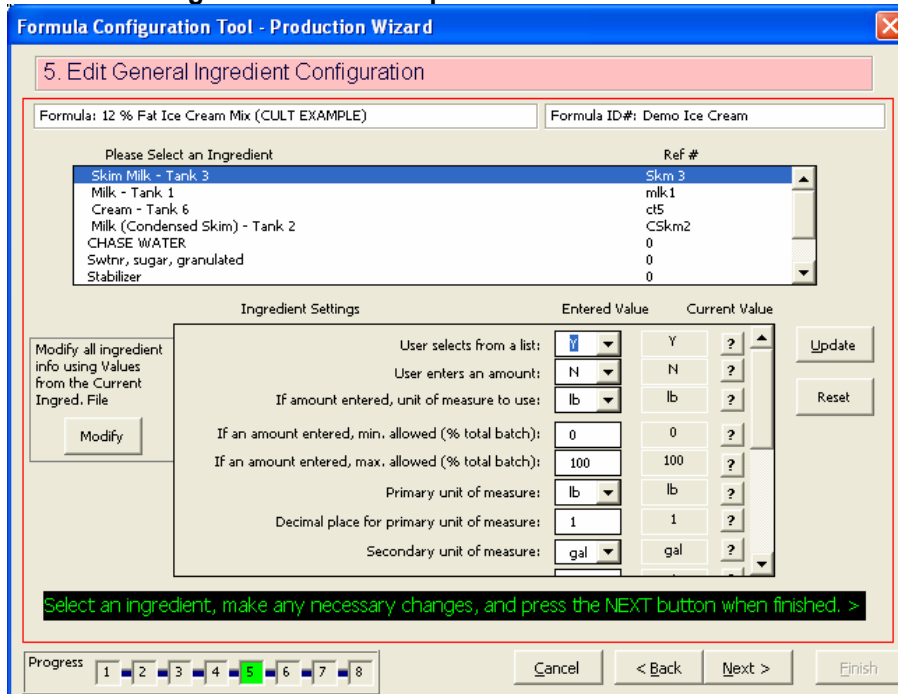 Formula Configuration Tool - Production Wizard
5. Edit General Ingredient Configuration
Formula: 12 % Fat Ice Cream Mix (CULT EXAMPLE) Formula ID#: Demo Ice Cream
Please Select an Ingredient Ref #
Skim Milk - Tank 3 Skm 3
Milk - Tank 1 mlk1
Cream - Tank 6 ct5
Milk (Condensed Skim) - Tank 2 CSkm2
CHASE WATER 0
Swtnr, sugar, granulated 0
Stabilizer 0
Ingredient Settings Entered Value Current Value
Modify all ingredient
info using Values
from the Current
Ingred. File
Modify
User selects from a list: Y Y ?
User enters an amount: N N ?
If amount entered, unit of measure to use: lb lb ?
If an amount entered, min. allowed (% total batch): 0 0 ?
If an amount entered, max. allowed (% total batch): 100 100 ?
Primary unit of measure: lb lb ?
Decimal place for primary unit of measure: 1 1 ?
Secondary unit of measure: gal gal ?
Update
Reset
Select an ingredient, make any necessary changes, and press the NEXT button when finished. >
Progress 1 2 3 4 5 6 7 8
Cancel < Back Next > Finish